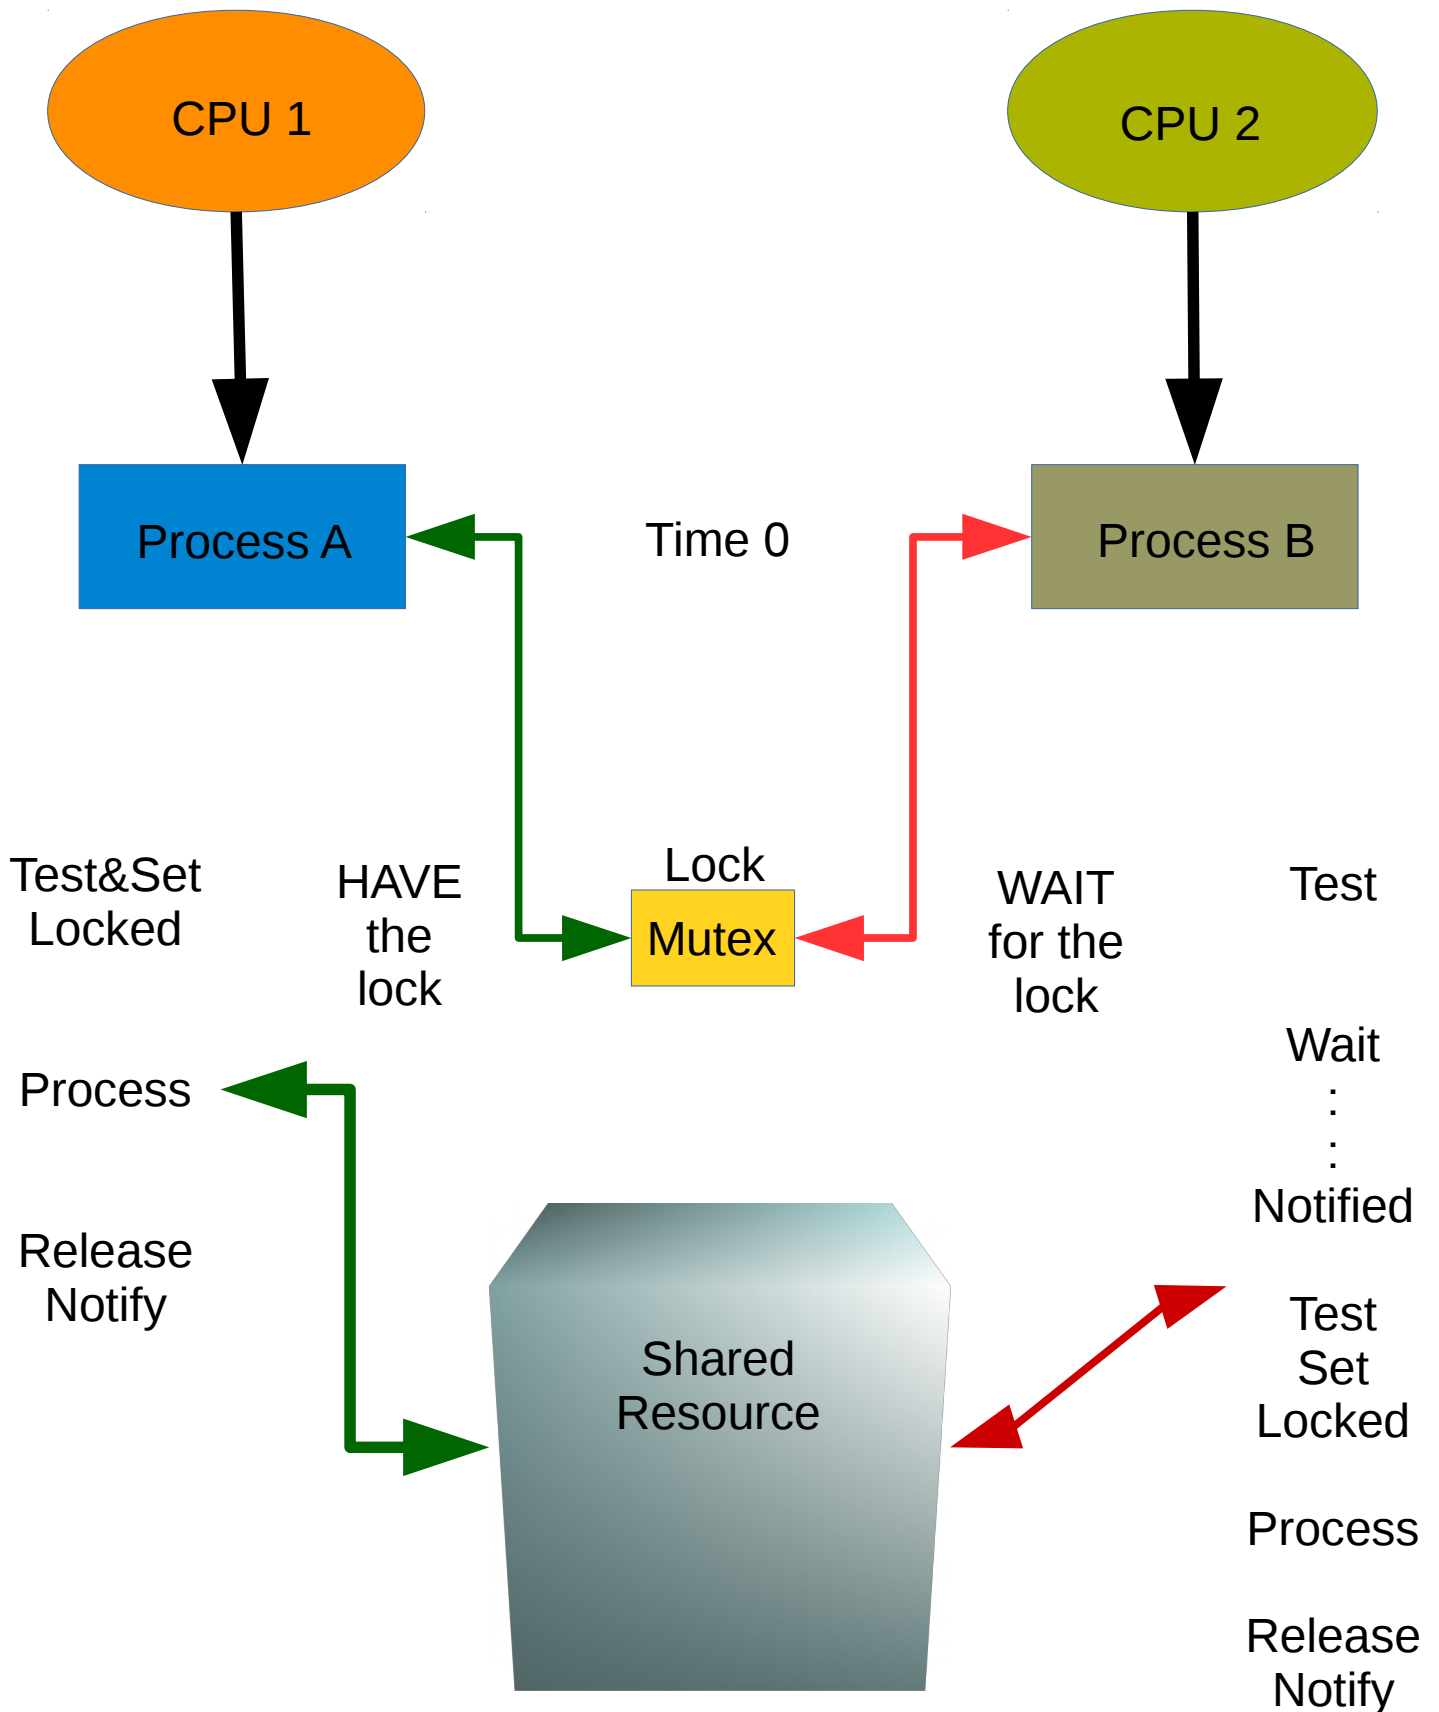 CPU 1
CPU 2
Process A
Time 0
Process B
Test&Set
Locked
HAVE
the
lock
Lock
Mutex
WAIT
for the
lock
Test
Wait
:
:
Notified
Process
Release
Notify
Shared
Resource
Test
Set
Locked
Process
Release
Notify